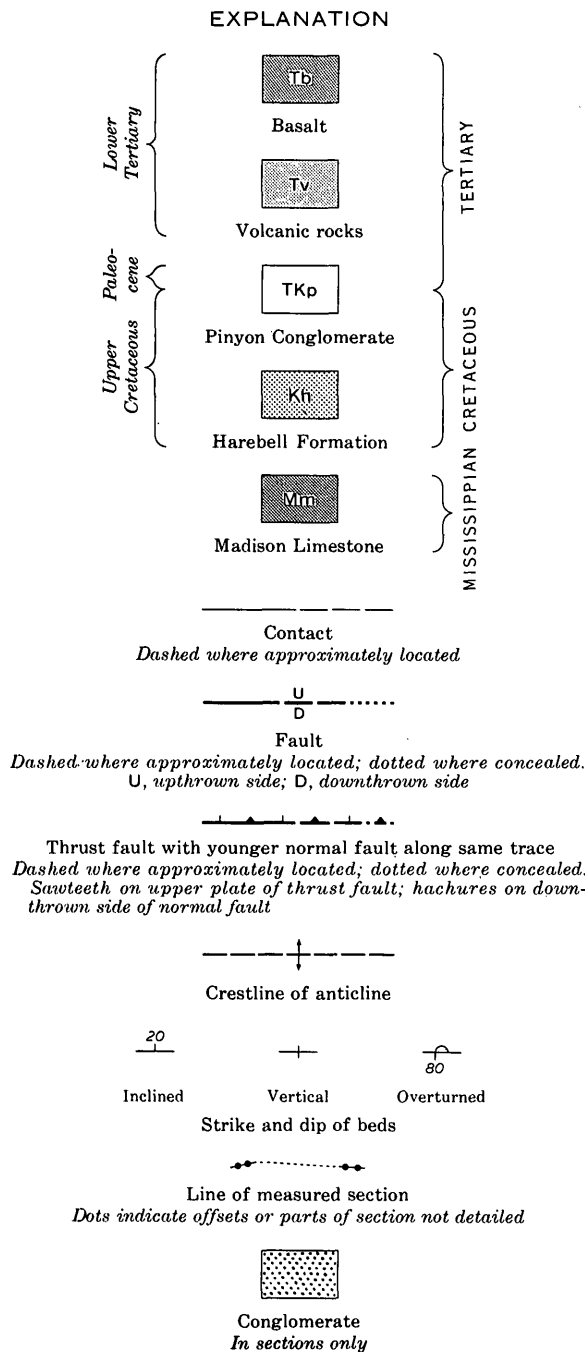 EXPLANATION
Tb
Basalt
Lower
Tertiary
Tv
Volcanic rocks
TERTIARY
Paleo-
cene
TKp
Pinyon Conglomerate
Upper
Cretaceous
Kh
Harebell Formation
CRETACEOUS
Mm
Madison Limestone
MISSISSIPPIAN
Contact
Dashed where approximately located
U
D
Fault
Dashed where approximately located; dotted where concealed.
U, upthrown side; D, downthrown side
Thrust fault with younger normal fault along same trace
Dashed where approximately located; dotted where concealed.
Sawteeth on upper plate of thrust fault; hachures on down-
thrown side of normal fault
Crestline of anticline
20
80
Inclined Vertical Overturned
Strike and dip of beds
Line of measured section
Dots indicate offsets or parts of section not detailed
Conglomerate
In sections only